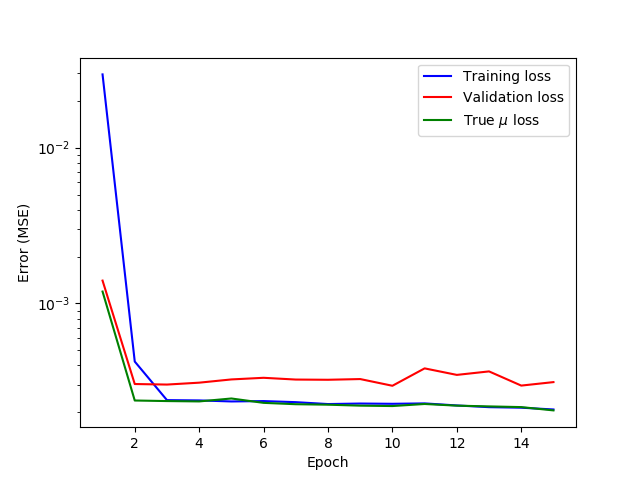 Training loss
Validation loss
True μ loss
10⁻²
10⁻³
Error (MSE)
2 4 6 8 10 12 14
Epoch